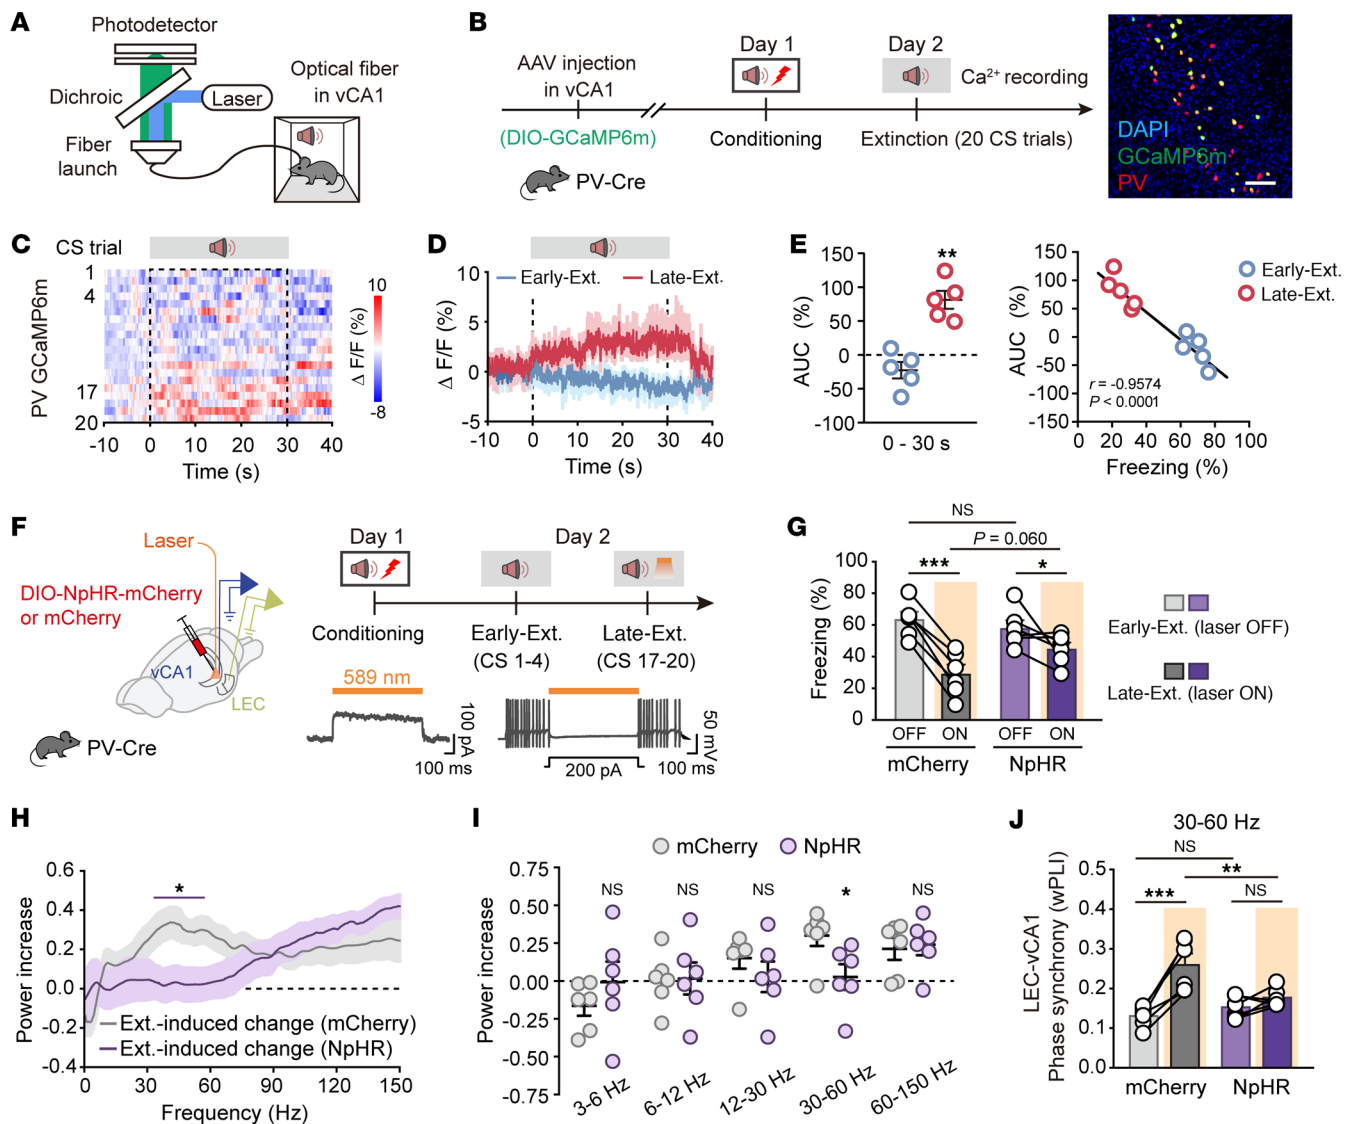 A
Photodetector
Dichroic
Laser
Fiber
launch
Optical fiber
in vCA1
B
AAV injection
in vCA1
(DIO-GCaMP6m)
PV-Cre
Day 1
Conditioning
Day 2
Ca2+ recording
Extinction (20 CS trials)
DAPI
GCaMP6m
PV
C
CS trial
PV GCaMP6m
1
4
17
20
-10 0 10 20 30 40
Time (s)
10
-8
Δ F/F (%)
D
Early-Ext. Late-Ext.
Δ F/F (%)
10
5
0
-5
-10 0 10 20 30 40
Time (s)
E
AUC (%)
150
100
50
0
-50
-100
**
0 - 30 s
AUC (%)
150
100
50
0
-50
-100
-150
r = -0.9574
P < 0.0001
0 20 40 60 80 100
Freezing (%)
Early-Ext.
Late-Ext.
F
Laser
DIO-NpHR-mCherry
or mCherry
vCA1
LEC
PV-Cre
Day 1
Day 2
Conditioning
Early-Ext.
(CS 1-4)
Late-Ext.
(CS 17-20)
589 nm
100 pA
100 ms
200 pA
50 mV
100 ms
G
NS
P = 0.060
***
*
Freezing (%)
100
80
60
40
20
0
OFF ON OFF ON
mCherry NpHR
Early-Ext. (laser OFF)
Late-Ext. (laser ON)
H
Power increase
0.6
0.4
0.2
0.0
-0.2
-0.4
*
Ext.-induced change (mCherry)
Ext.-induced change (NpHR)
0 30 60 90 120 150
Frequency (Hz)
I
mCherry NpHR
Power increase
0.75
0.50
0.25
0.00
-0.25
-0.50
-0.75
NS NS NS * NS
3-6 Hz 6-12 Hz 12-30 Hz 30-60 Hz 60-150 Hz
J
30-60 Hz
NS
**
***
NS
LEC-vCA1
Phase synchrony (wPLI)
0.5
0.4
0.3
0.2
0.1
0.0
mCherry NpHR